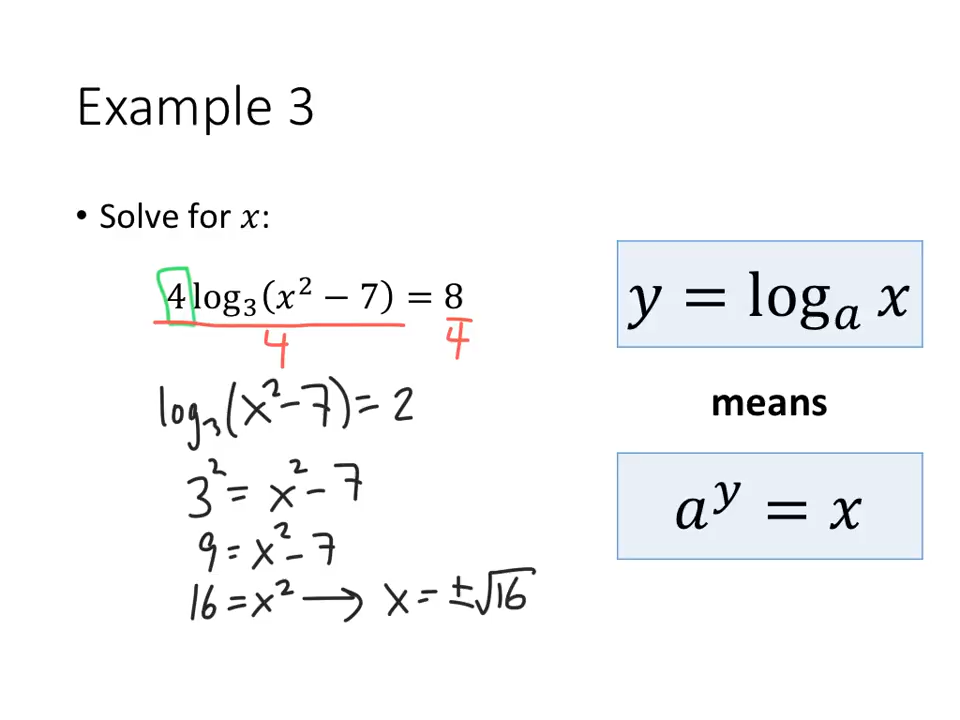 Example 3
• Solve for x:
4 log₃(x² − 7) = 8
4 4
log₃(x² − 7) = 2
3² = x² − 7
9 = x² − 7
16 = x² → x = ±√16
y = logₐ x
means
aʸ = x